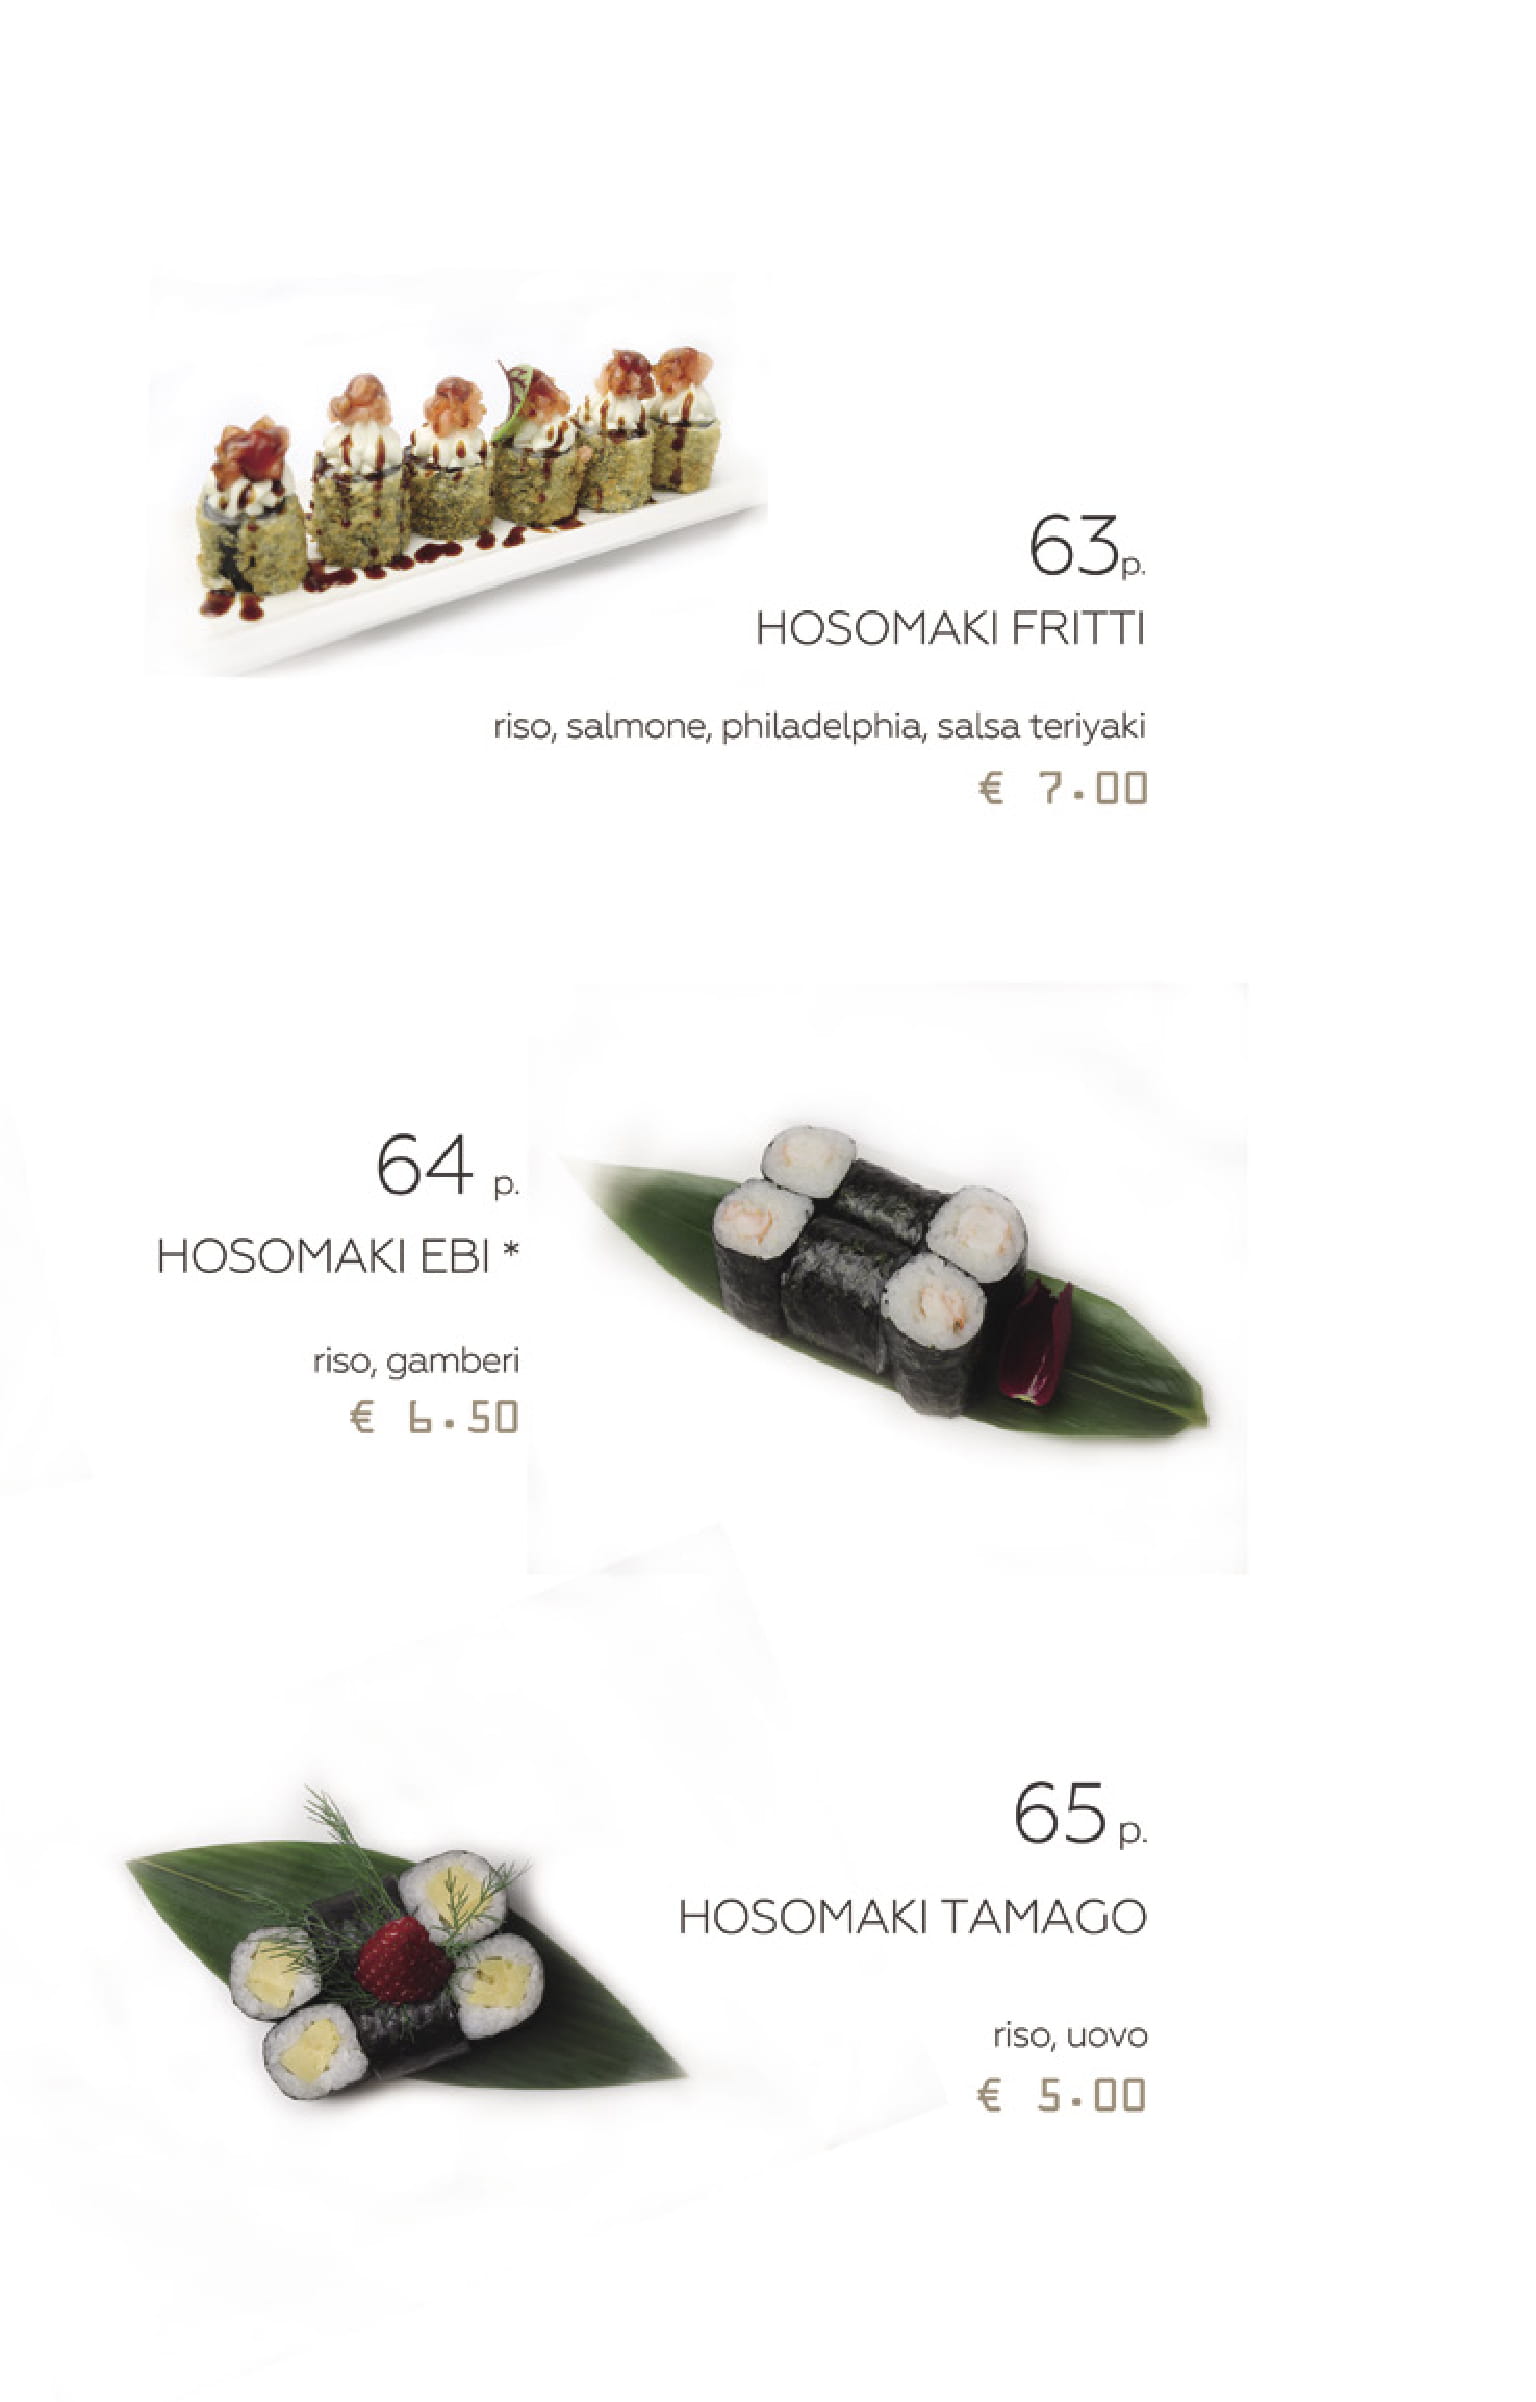 63p.
HOSOMAKI FRITTI
riso, salmone, philadelphia, salsa teriyaki
€ 7.00
64 p.
HOSOMAKI EBI *
riso, gamberi
€ 6.50
65 p.
HOSOMAKI TAMAGO
riso, uovo
€ 5.00